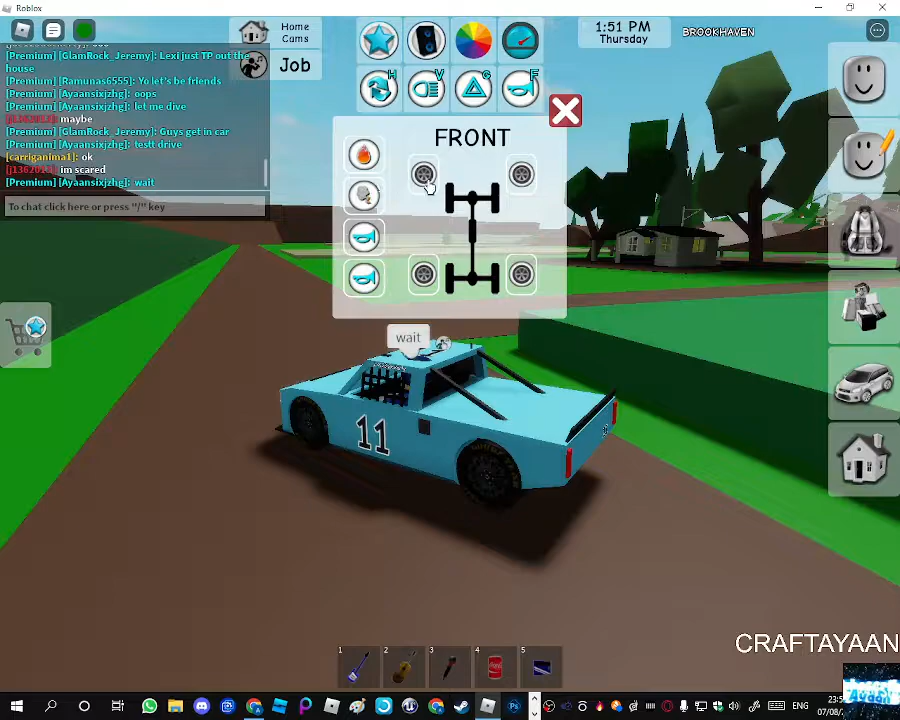 Roblox
Home
Cams
Job
H
V
G
F
1:51 PM
Thursday
BROOKHAVEN
[Premium] [GlamRock_Jeremy]: Lexi just TP out the
house
[Premium] [Ramunas6555]: Yo let's be friends
[Premium] [Ayaansixjzhg]: oops
[Premium] [Ayaansixjzhg]: let me dive
maybe
[Premium] [GlamRock_Jeremy]: Guys get in car
[Premium] [Ayaansixjzhg]: testt drive
[carriganima1]: ok
im scared
[Premium] [Ayaansixjzhg]: wait
To chat click here or press "/" key
FRONT
wait
11
CRAFTAYAAN
1
2
3
4
5
ENG